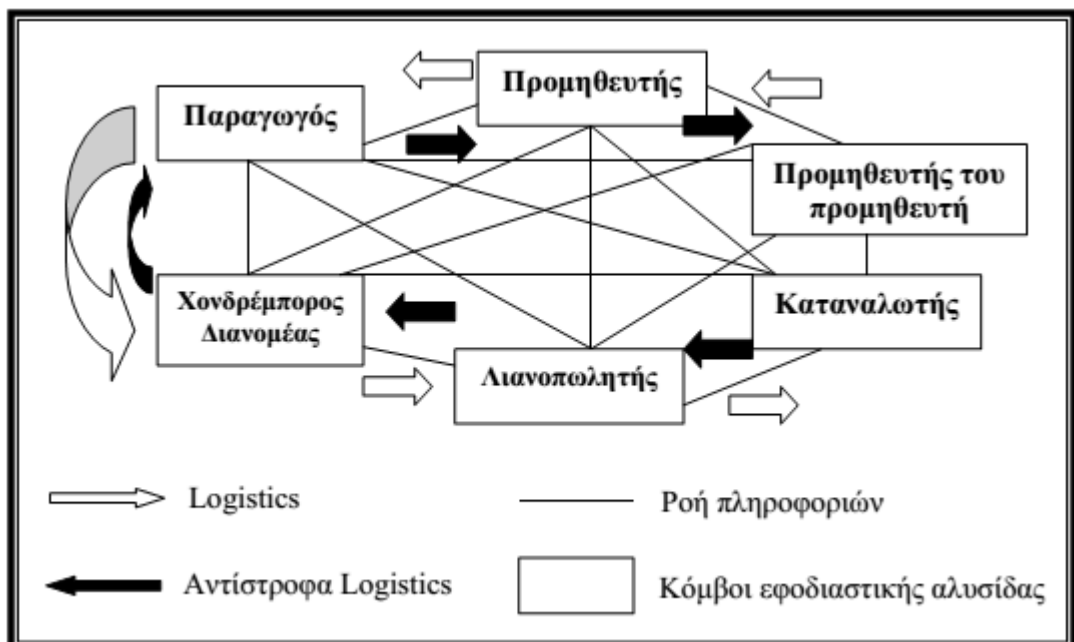 Προμηθευτής
Παραγωγός
Προμηθευτής του
προμηθευτή
Χονδρέμπορος
Διανομέας
Καταναλωτής
Λιανοπωλητής
Logistics
Ροή πληροφοριών
Αντίστροφα Logistics
Κόμβοι εφοδιαστικής αλυσίδας